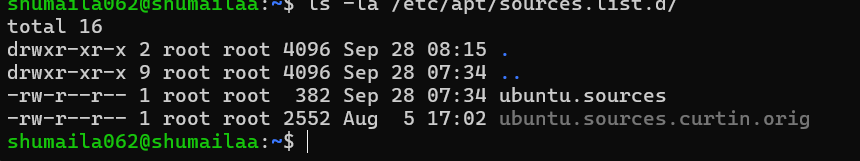 shumaila062@shumailaa:~$ ls -la /etc/apt/sources.list.d/
total 16
drwxr-xr-x 2 root root 4096 Sep 28 08:15 .
drwxr-xr-x 9 root root 4096 Sep 28 07:34 ..
-rw-r--r-- 1 root root  382 Sep 28 07:34 ubuntu.sources
-rw-r--r-- 1 root root 2552 Aug  5 17:02 ubuntu.sources.curtin.orig
shumaila062@shumailaa:~$